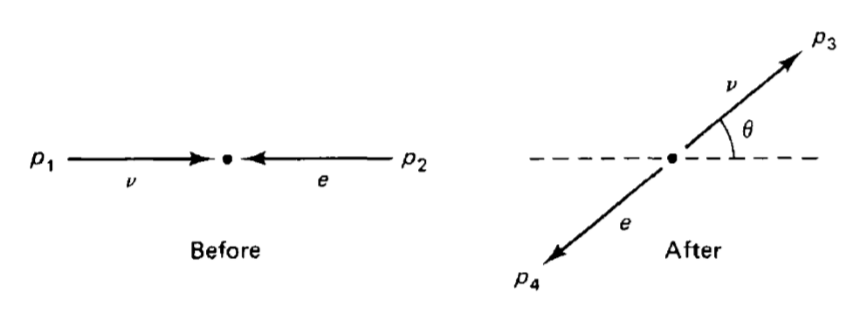 p₁ ν e p₂
Before
p₃
ν
θ
e
p₄
After